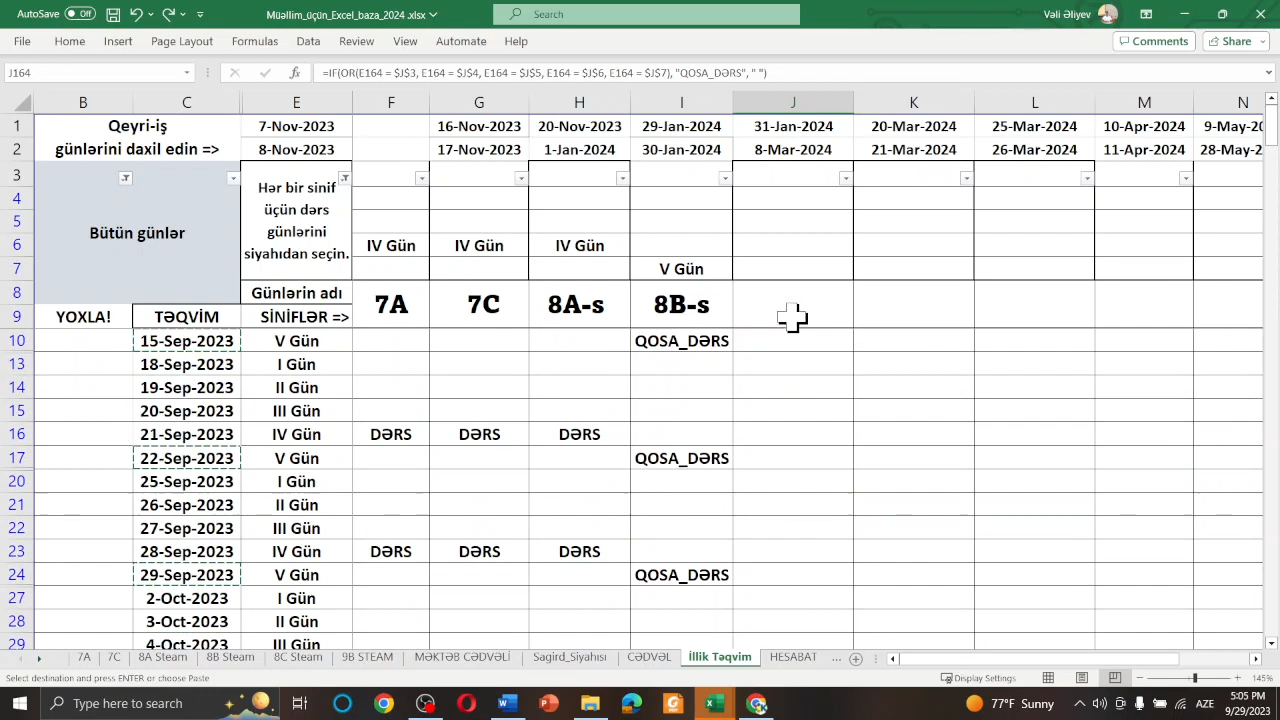 AutoSave Off Müəllim_üçün_Excel_baza_2024.xlsx Search Vəli Əliyev
File Home Insert Page Layout Formulas Data Review View Automate Help Comments Share
J164 fx =IF(OR(E164 = $J$3, E164 = $J$4, E164 = $J$5, E164 = $J$6, E164 = $J$7), "QOSA_DƏRS", " ")
B C E F G H I J K L M N
1 Qeyri-iş 7-Nov-2023 16-Nov-2023 20-Nov-2023 29-Jan-2024 31-Jan-2024 20-Mar-2024 25-Mar-2024 10-Apr-2024 9-May-20
2 günlərini daxil edin => 8-Nov-2023 17-Nov-2023 1-Jan-2024 30-Jan-2024 8-Mar-2024 21-Mar-2024 26-Mar-2024 11-Apr-2024 28-May-2
3 Hər bir sinif
4 üçün dərs
5 Bütün günlər günlərini
6 siyahıdan seçin. IV Gün IV Gün IV Gün
7 V Gün
8 Günlərin adı 7A 7C 8A-s 8B-s
9 YOXLA! TƏQVİM SİNİFLƏR =>
10 15-Sep-2023 V Gün QOSA_DƏRS
13 18-Sep-2023 I Gün
14 19-Sep-2023 II Gün
15 20-Sep-2023 III Gün
16 21-Sep-2023 IV Gün DƏRS DƏRS DƏRS
17 22-Sep-2023 V Gün QOSA_DƏRS
20 25-Sep-2023 I Gün
21 26-Sep-2023 II Gün
22 27-Sep-2023 III Gün
23 28-Sep-2023 IV Gün DƏRS DƏRS DƏRS
24 29-Sep-2023 V Gün QOSA_DƏRS
27 2-Oct-2023 I Gün
28 3-Oct-2023 II Gün
29 4-Oct-2023 III Gün
7A 7C 8A Steam 8B Steam 8C Steam 9B STEAM MƏKTƏB CƏDVƏLİ Sagird_Siyahısı CƏDVƏL İllik Təqvim HESABAT ...
Select destination and press ENTER or choose Paste Display Settings 145%
Type here to search 77°F Sunny AZ 5:05 PM
9/29/2023